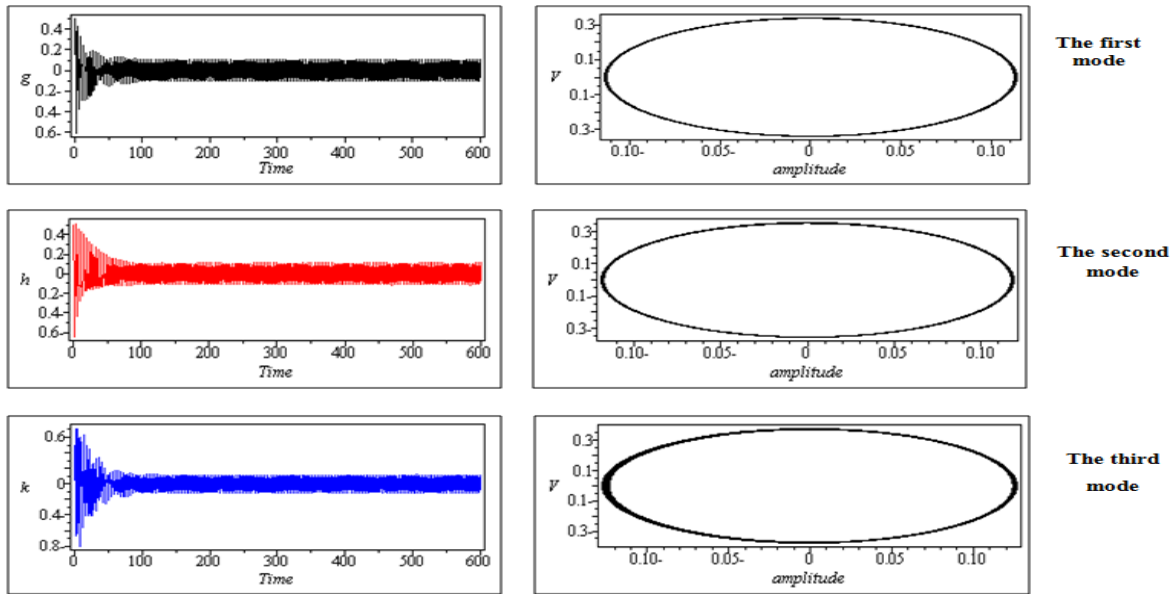 0.4
0.2
0
g
0.2-
0.4-
0.6-
0 100 200 300 400 500 600
Time
0.3
V
0.1
0.1-
0.3-
0.10- 0.05- 0 0.05 0.10
amplitude
The first
mode
0.4
0.2
0
h
0.2
0.4-
0.6-
0 100 200 300 400 500 600
Time
0.3
0.1
V
0.1-
0.3-
0.10- 0.05- 0 0.05 0.10
amplitude
The second
mode
0.6
0.2
k
0
0.4
0.8-
0 100 200 300 400 500 600
Time
0.3
0.1
V
0.1-
0.3-
0.10- 0.05- 0 0.05 0.10
amplitude
The third
mode